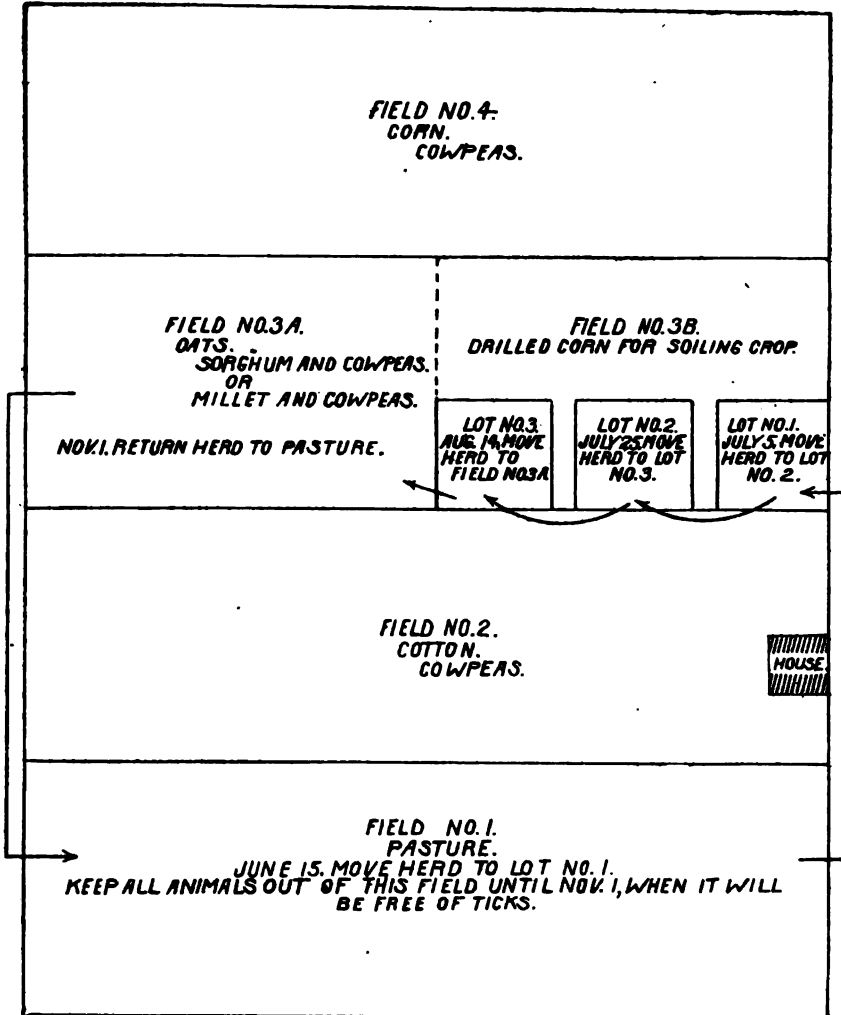 FIELD NO.4.
CORN.
COWPEAS.
FIELD NO.3A.
OATS.
SORGHUM AND COWPEAS.
OR
MILLET AND COWPEAS.
NOV.1. RETURN HERD TO PASTURE.
FIELD NO.3B.
DRILLED CORN FOR SOILING CROP.
LOT NO.3.
AUG. 14, MOVE
HERD TO
FIELD NO3A
LOT NO.2.
JULY 25, MOVE
HERD TO LOT
NO.3.
LOT NO.1.
JULY 5, MOVE
HERD TO LOT
NO. 2.
FIELD NO.2.
COTTON.
COWPEAS.
HOUSE.
FIELD NO.1.
PASTURE.
JUNE 15. MOVE HERD TO LOT NO.1.
KEEP ALL ANIMALS OUT OF THIS FIELD UNTIL NOV. 1, WHEN IT WILL
BE FREE OF TICKS.